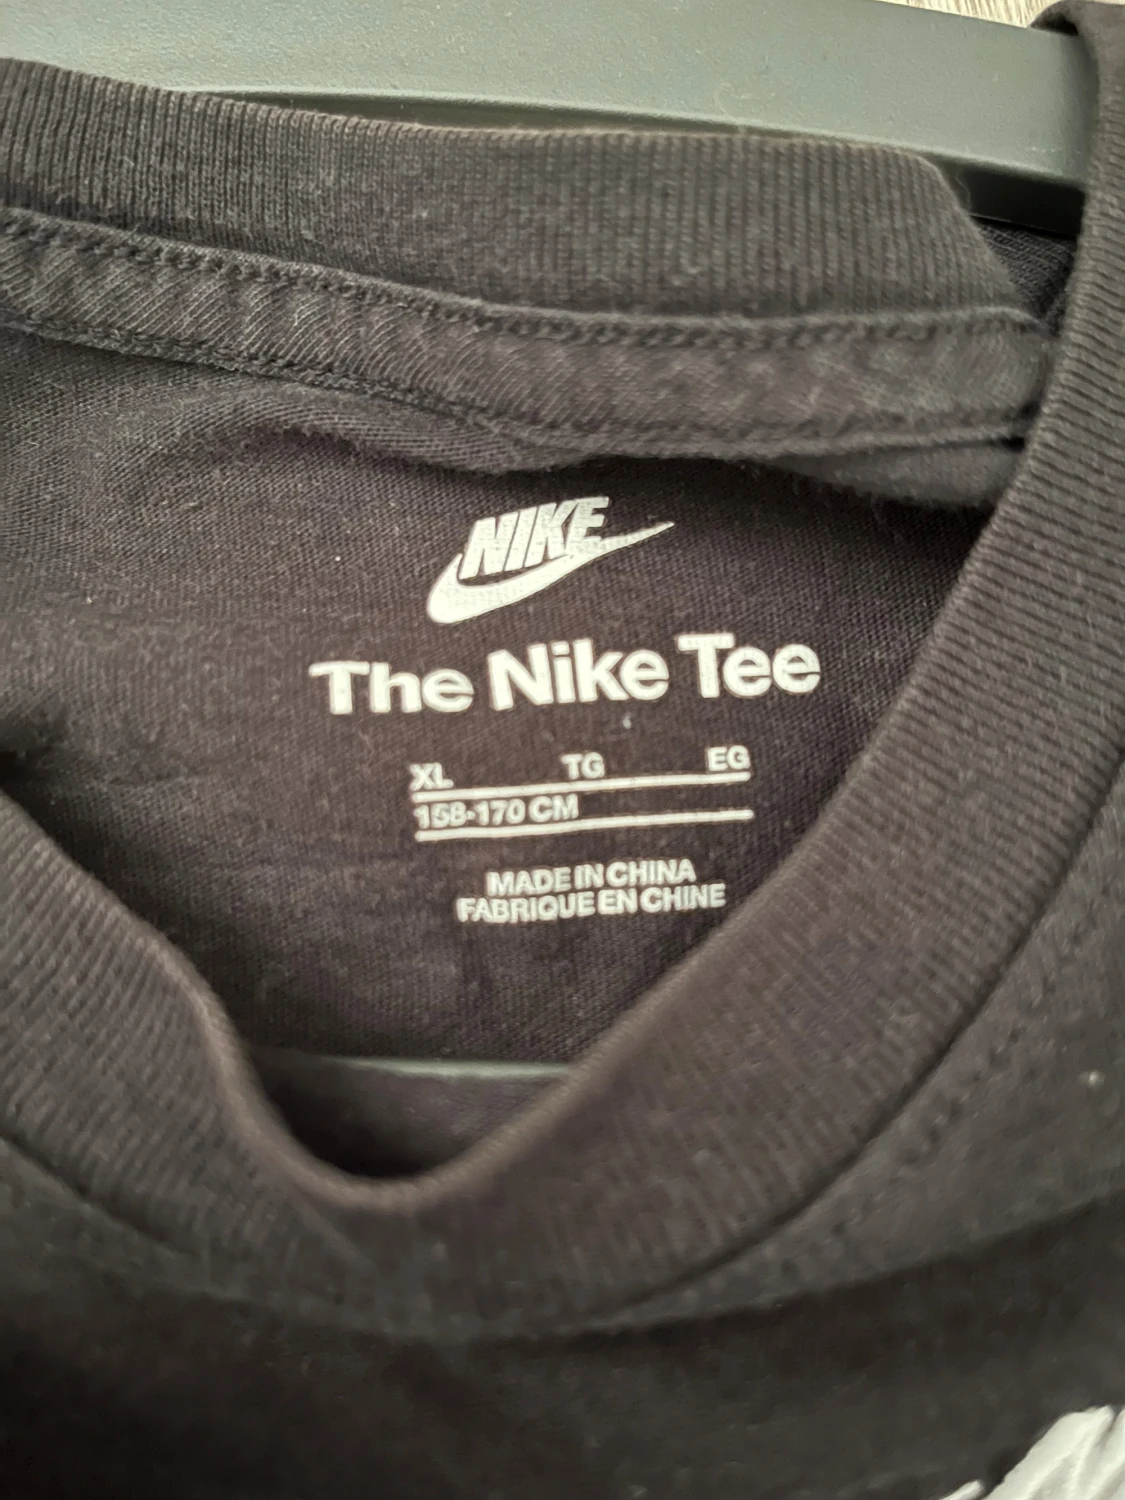 NIKE
The Nike Tee
XL TG EG
158-170 CM
MADE IN CHINA
FABRIQUE EN CHINE